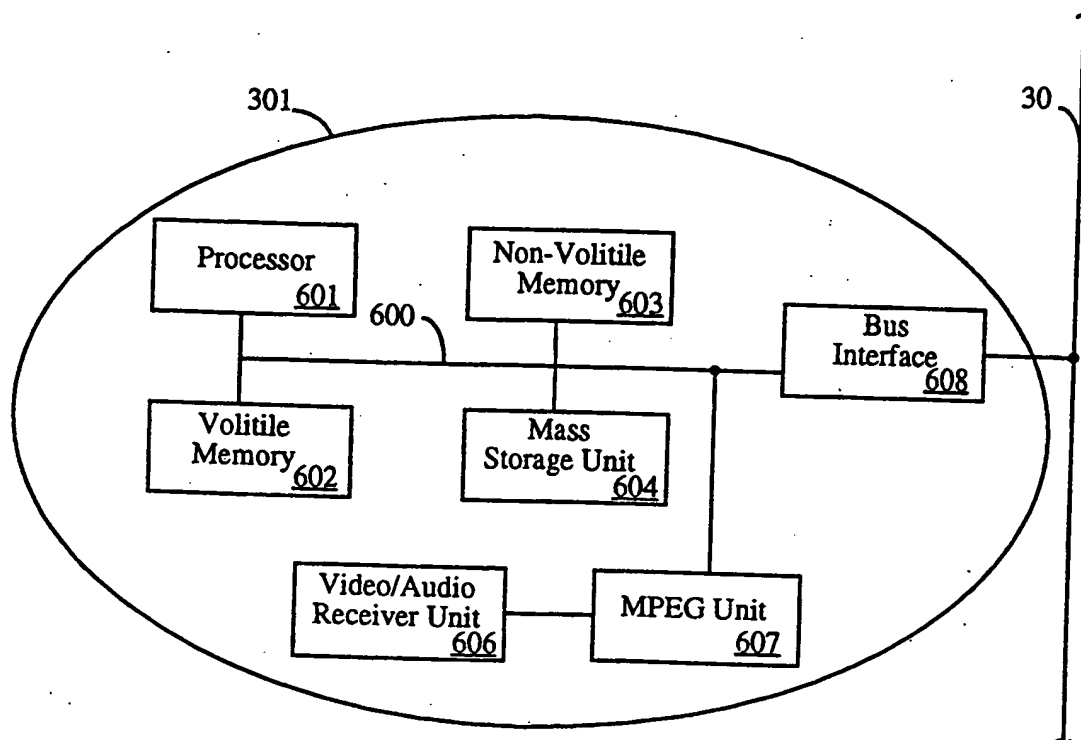 301
30
Processor
601
Non-Volitile
Memory
603
600
Bus
Interface
608
Volitile
Memory
602
Mass
Storage Unit
604
Video/Audio
Receiver Unit
606
MPEG Unit
607